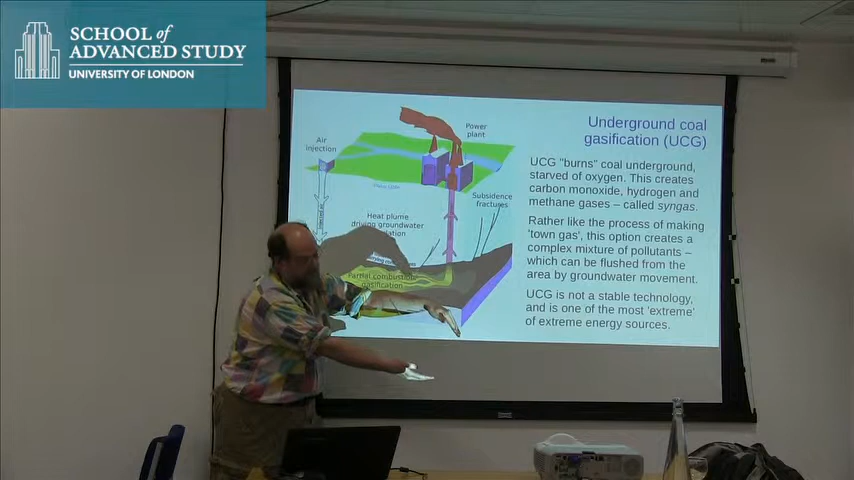 SCHOOL of
ADVANCED STUDY
UNIVERSITY OF LONDON
Underground coal
gasification (UCG)
Air
injection
Power
plant
Subsidence
fractures
Heat plume
driving groundwater
Partial combustion/
gasification
UCG "burns" coal underground,
starved of oxygen. This creates
carbon monoxide, hydrogen and
methane gases – called syngas.
Rather like the process of making
'town gas', this option creates a
complex mixture of pollutants –
which can be flushed from the
area by groundwater movement.
UCG is not a stable technology,
and is one of the most 'extreme'
of extreme energy sources.